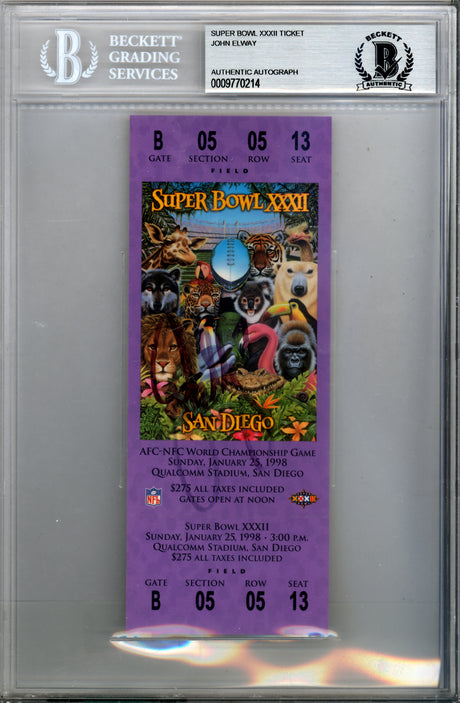 BECKETT
GRADING
SERVICES
SUPER BOWL XXXII TICKET
JOHN ELWAY
AUTHENTIC AUTOGRAPH
0009770214
BECKETT
AUTHENTIC
B 05 05 13
GATE SECTION ROW SEAT
FIELD
SUPER BOWL XXXII
SAN DIEGO
AFC-NFC WORLD CHAMPIONSHIP GAME
SUNDAY, JANUARY 25, 1998
QUALCOMM STADIUM, SAN DIEGO
$275 ALL TAXES INCLUDED
GATES OPEN AT NOON
NFL
XXXII
SUPER BOWL XXXII
SUNDAY, JANUARY 25, 1998 • 3:00 P.M.
QUALCOMM STADIUM, SAN DIEGO
$275 ALL TAXES INCLUDED
FIELD
GATE SECTION ROW SEAT
B 05 05 13